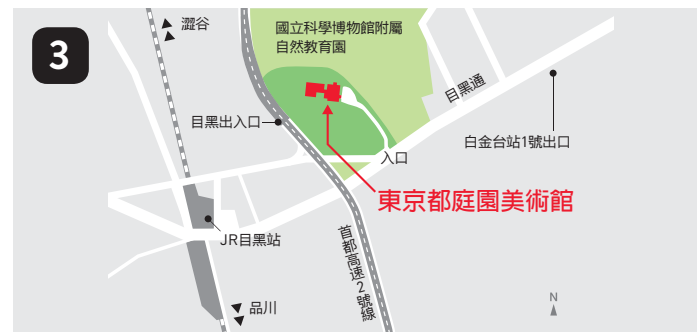 3
澀谷
國立科學博物館附屬
自然教育園
目黑通
目黑出入口
白金台站1號出口
入口
東京都庭園美術館
JR目黑站
首都高速2號線
品川
N